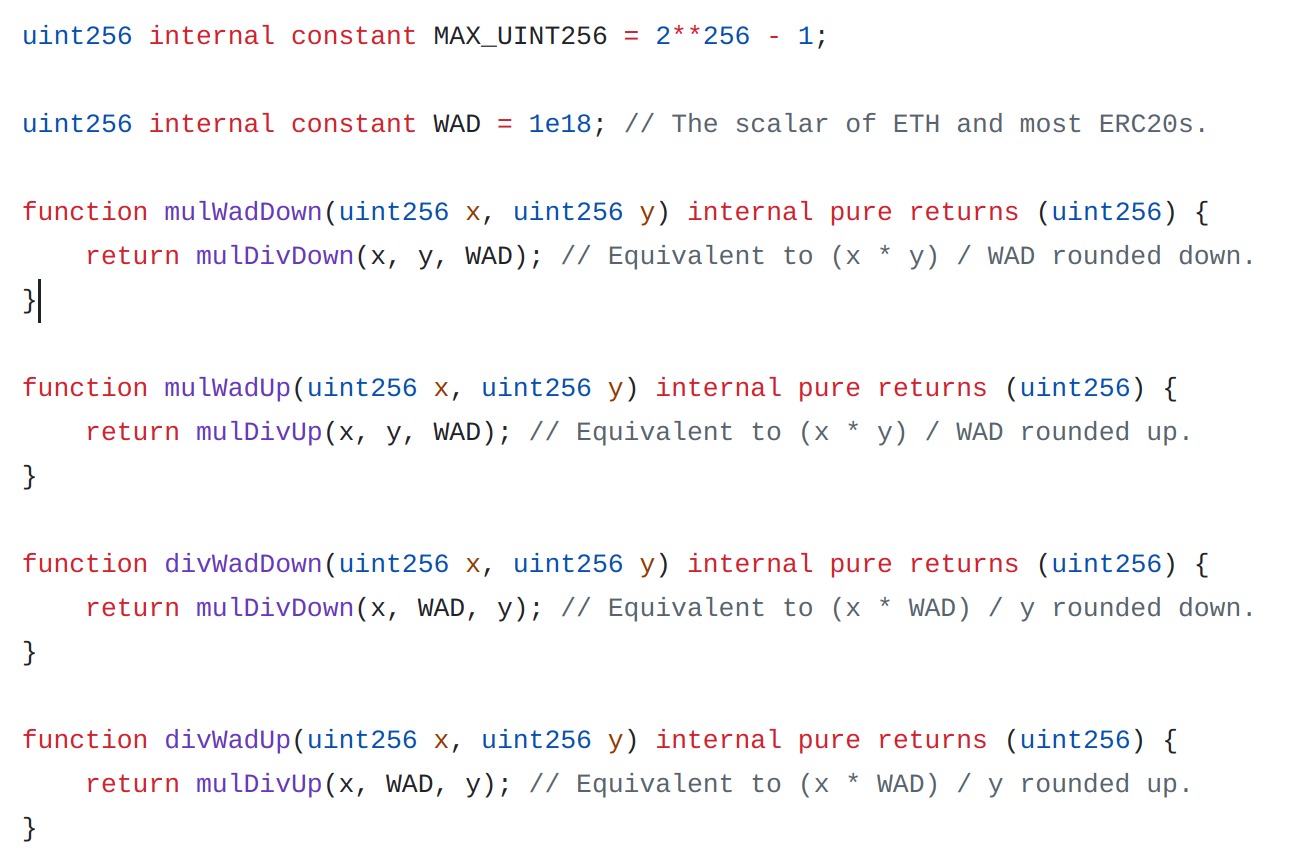 uint256 internal constant MAX_UINT256 = 2**256 - 1;
uint256 internal constant WAD = 1e18; // The scalar of ETH and most ERC20s.
function mulWadDown(uint256 x, uint256 y) internal pure returns (uint256) {
    return mulDivDown(x, y, WAD); // Equivalent to (x * y) / WAD rounded down.
}
function mulWadUp(uint256 x, uint256 y) internal pure returns (uint256) {
    return mulDivUp(x, y, WAD); // Equivalent to (x * y) / WAD rounded up.
}
function divWadDown(uint256 x, uint256 y) internal pure returns (uint256) {
    return mulDivDown(x, WAD, y); // Equivalent to (x * WAD) / y rounded down.
}
function divWadUp(uint256 x, uint256 y) internal pure returns (uint256) {
    return mulDivUp(x, WAD, y); // Equivalent to (x * WAD) / y rounded up.
}